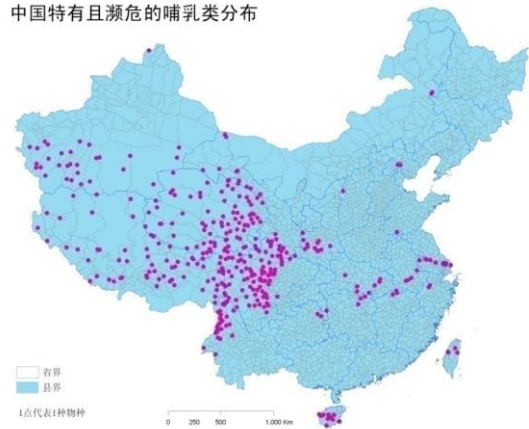 中国特有且濒危的哺乳类分布
省界
县界
1点代表1种物种
0 250 500 1,000 Km